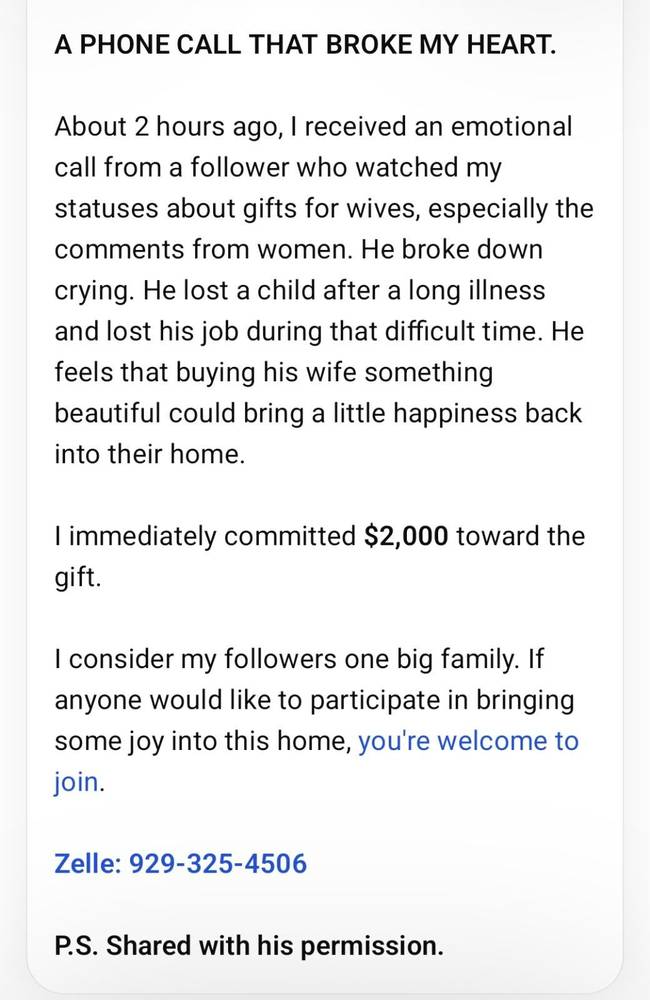 A PHONE CALL THAT BROKE MY HEART.
About 2 hours ago, I received an emotional
call from a follower who watched my
statuses about gifts for wives, especially the
comments from women. He broke down
crying. He lost a child after a long illness
and lost his job during that difficult time. He
feels that buying his wife something
beautiful could bring a little happiness back
into their home.
I immediately committed $2,000 toward the
gift.
I consider my followers one big family. If
anyone would like to participate in bringing
some joy into this home, you're welcome to
join.
Zelle: 929-325-4506
P.S. Shared with his permission.